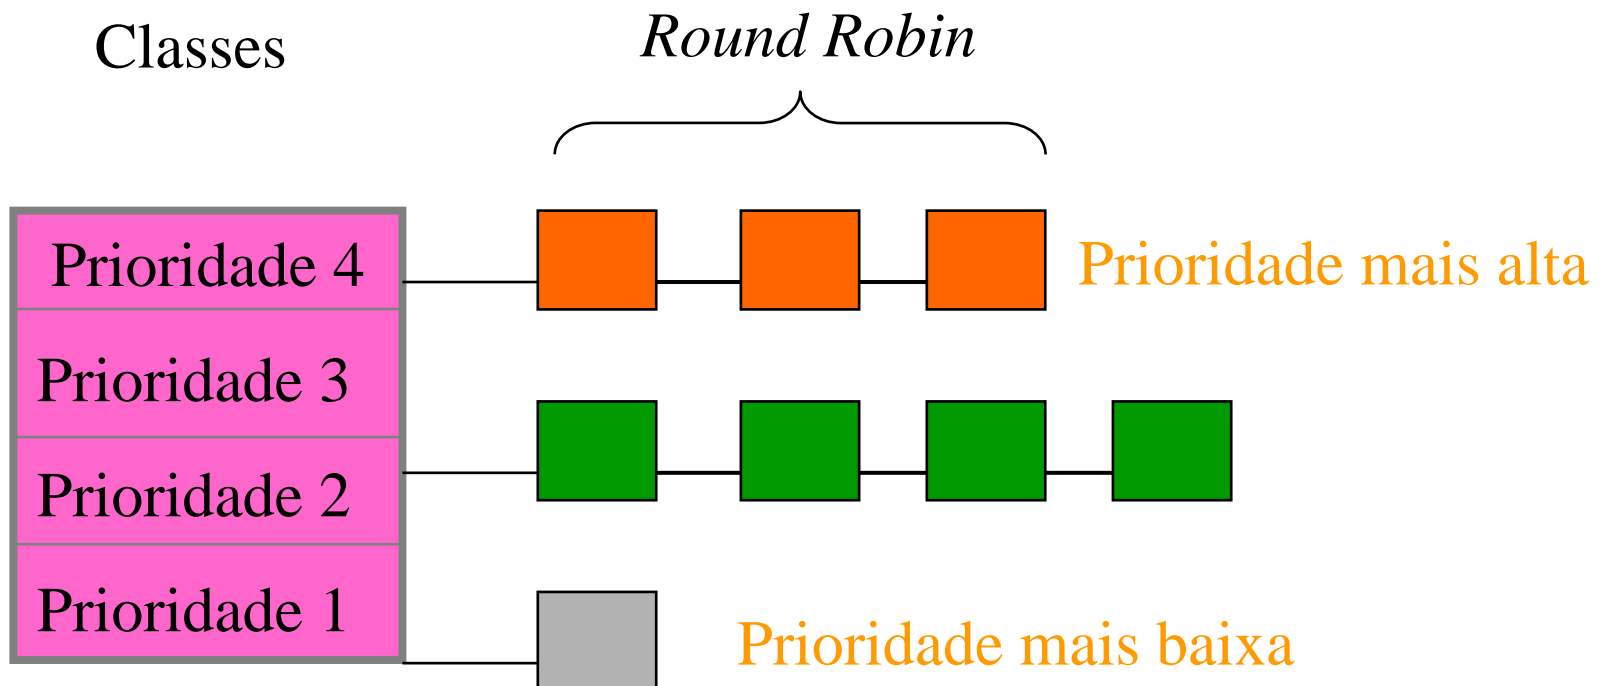 Classes
Round Robin
Prioridade 4
Prioridade mais alta
Prioridade 3
Prioridade 2
Prioridade 1
Prioridade mais baixa